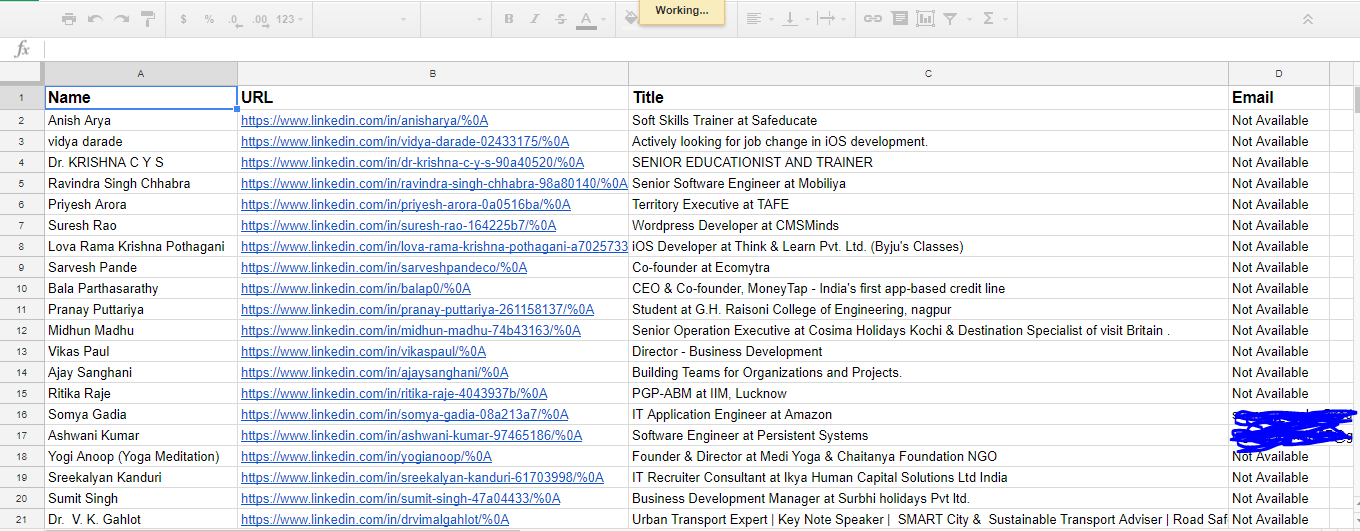 Working...
$ % .0 .00 123
B I S A Σ
fx
A B C D
1 Name URL Title Email
2 Anish Arya https://www.linkedin.com/in/anisharya/%0A Soft Skills Trainer at Safeducate Not Available
3 vidya darade https://www.linkedin.com/in/vidya-darade-02433175/%0A Actively looking for job change in iOS development. Not Available
4 Dr. KRISHNA C Y S https://www.linkedin.com/in/dr-krishna-c-y-s-90a40520/%0A SENIOR EDUCATIONIST AND TRAINER Not Available
5 Ravindra Singh Chhabra https://www.linkedin.com/in/ravindra-singh-chhabra-98a80140/%0A Senior Software Engineer at Mobiliya Not Available
6 Priyesh Arora https://www.linkedin.com/in/priyesh-arora-0a0516ba/%0A Territory Executive at TAFE Not Available
7 Suresh Rao https://www.linkedin.com/in/suresh-rao-164225b7/%0A Wordpress Developer at CMSMinds Not Available
8 Lova Rama Krishna Pothagani https://www.linkedin.com/in/lova-rama-krishna-pothagani-a7025733 iOS Developer at Think & Learn Pvt. Ltd. (Byju's Classes) Not Available
9 Sarvesh Pande https://www.linkedin.com/in/sarveshpandeco/%0A Co-founder at Ecomytra Not Available
10 Bala Parthasarathy https://www.linkedin.com/in/balap0/%0A CEO & Co-founder, MoneyTap - India's first app-based credit line Not Available
11 Pranay Puttariya https://www.linkedin.com/in/pranay-puttariya-261158137/%0A Student at G.H. Raisoni College of Engineering, nagpur Not Available
12 Midhun Madhu https://www.linkedin.com/in/midhun-madhu-74b43163/%0A Senior Operation Executive at Cosima Holidays Kochi & Destination Specialist of visit Britain . Not Available
13 Vikas Paul https://www.linkedin.com/in/vikaspaul/%0A Director - Business Development Not Available
14 Ajay Sanghani https://www.linkedin.com/in/ajaysanghani/%0A Building Teams for Organizations and Projects. Not Available
15 Ritika Raje https://www.linkedin.com/in/ritika-raje-4043937b/%0A PGP-ABM at IIM, Lucknow Not Available
16 Somya Gadia https://www.linkedin.com/in/somya-gadia-08a213a7/%0A IT Application Engineer at Amazon
17 Ashwani Kumar https://www.linkedin.com/in/ashwani-kumar-97465186/%0A Software Engineer at Persistent Systems
18 Yogi Anoop (Yoga Meditation) https://www.linkedin.com/in/yogianoop/%0A Founder & Director at Medi Yoga & Chaitanya Foundation NGO Not Available
19 Sreekalyan Kanduri https://www.linkedin.com/in/sreekalyan-kanduri-61703998/%0A IT Recruiter Consultant at Ikya Human Capital Solutions Ltd India Not Available
20 Sumit Singh https://www.linkedin.com/in/sumit-singh-47a04433/%0A Business Development Manager at Surbhi holidays Pvt ltd. Not Available
21 Dr. V. K. Gahlot https://www.linkedin.com/in/drvimalgahlot/%0A Urban Transport Expert | Key Note Speaker | SMART City & Sustainable Transport Adviser | Road Saf Not Available